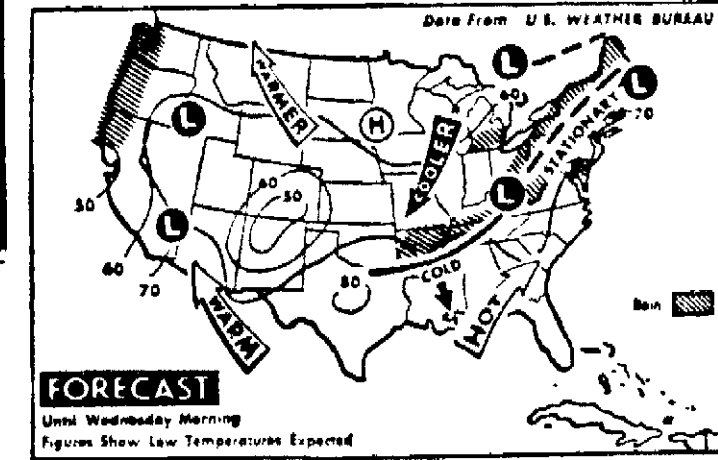 Data From U. S. WEATHER BUREAU
L
60
L
70
WARMER
L
H
COOLER
STATIONARY
60
50
L
50
L
60
70
80
COLD
WARM
HOT
Rain
FORECAST
Until Wednesday Morning
Figures Show Low Temperatures Expected